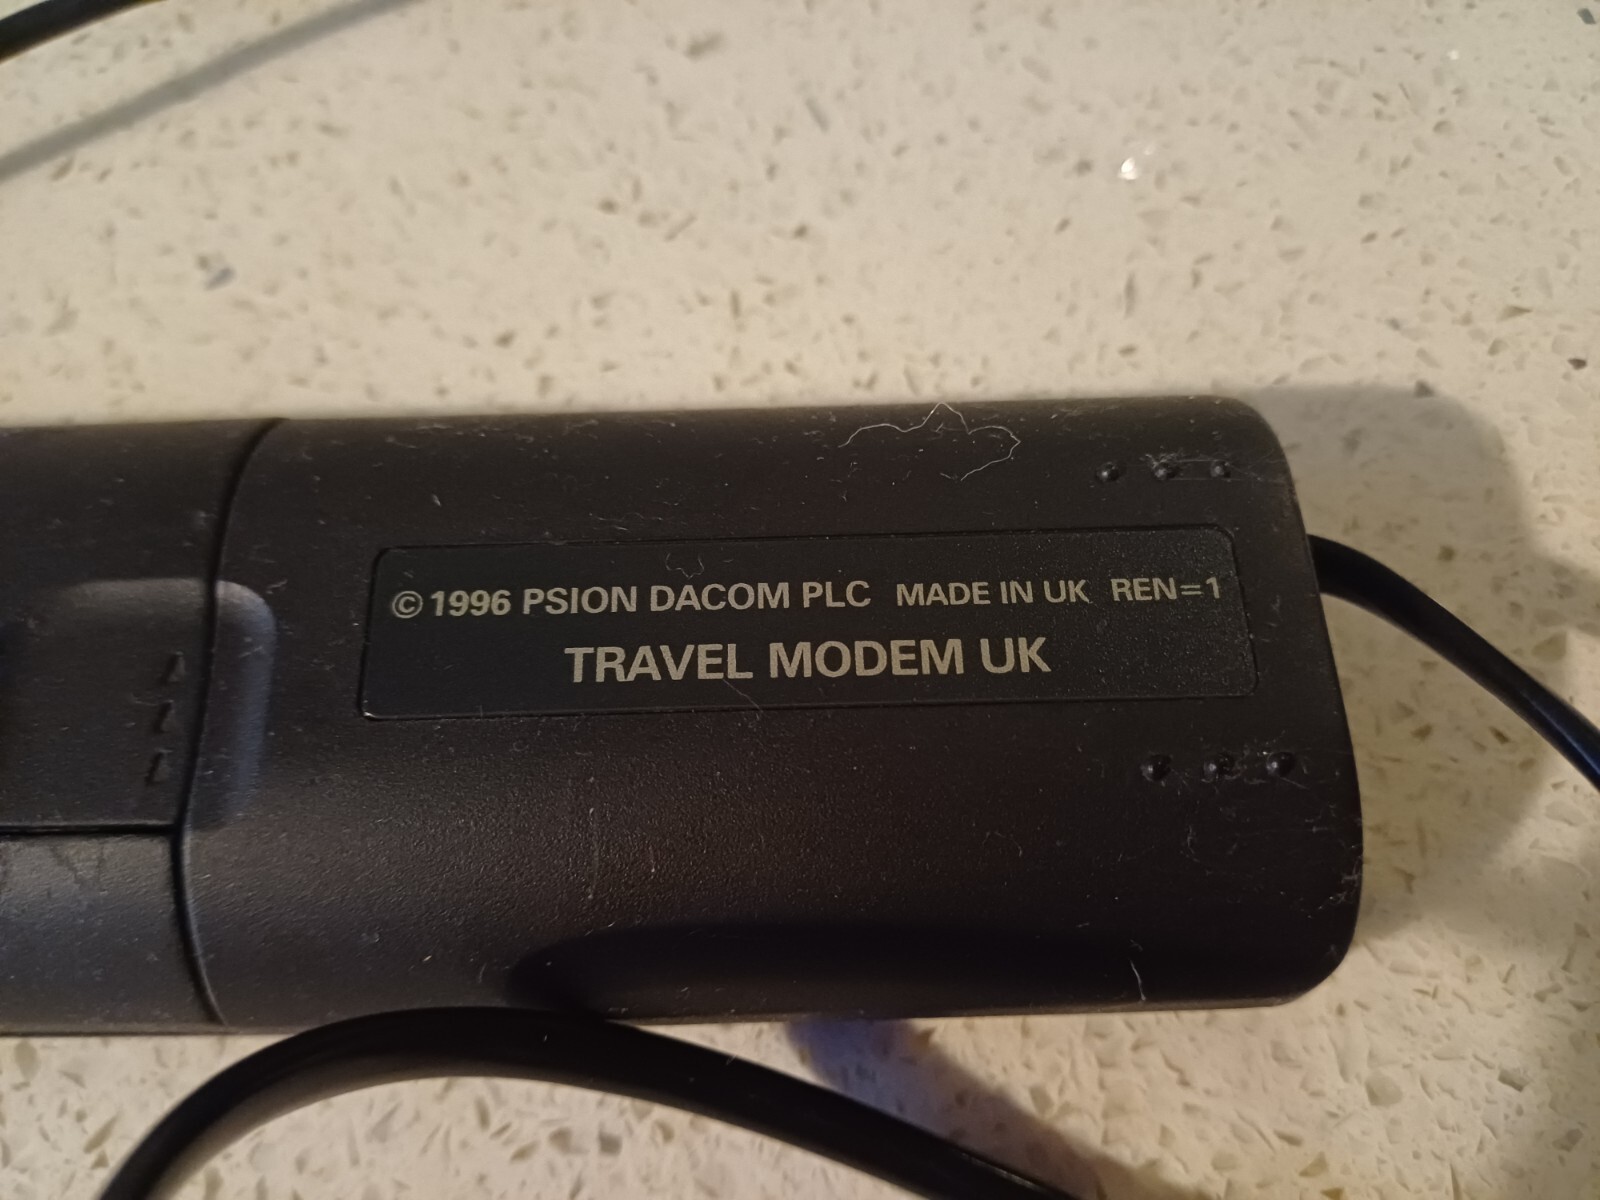 © 1996 PSION DACOM PLC MADE IN UK REN=1
TRAVEL MODEM UK